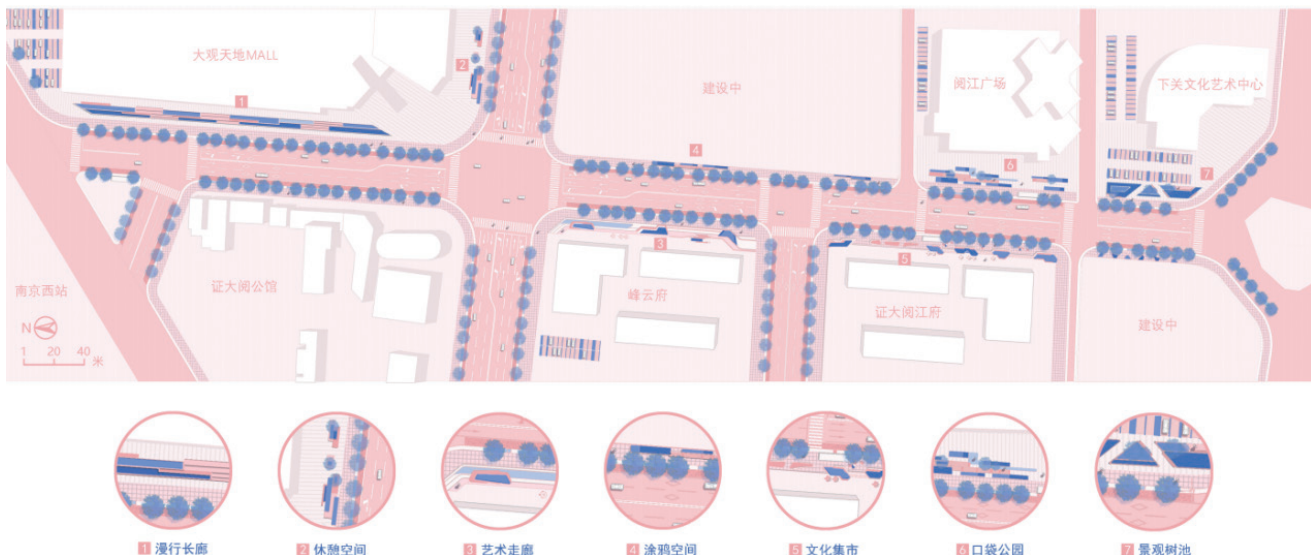 大观天地MALL
1
2
建设中
4
阅江广场
6
下关文化艺术中心
7
3
5
南京西站
证大阅公馆
峰云府
证大阅江府
建设中
N
1 20 40 米
1 漫行长廊
2 休憩空间
3 艺术走廊
4 涂鸦空间
5 文化集市
6 口袋公园
7 景观树池